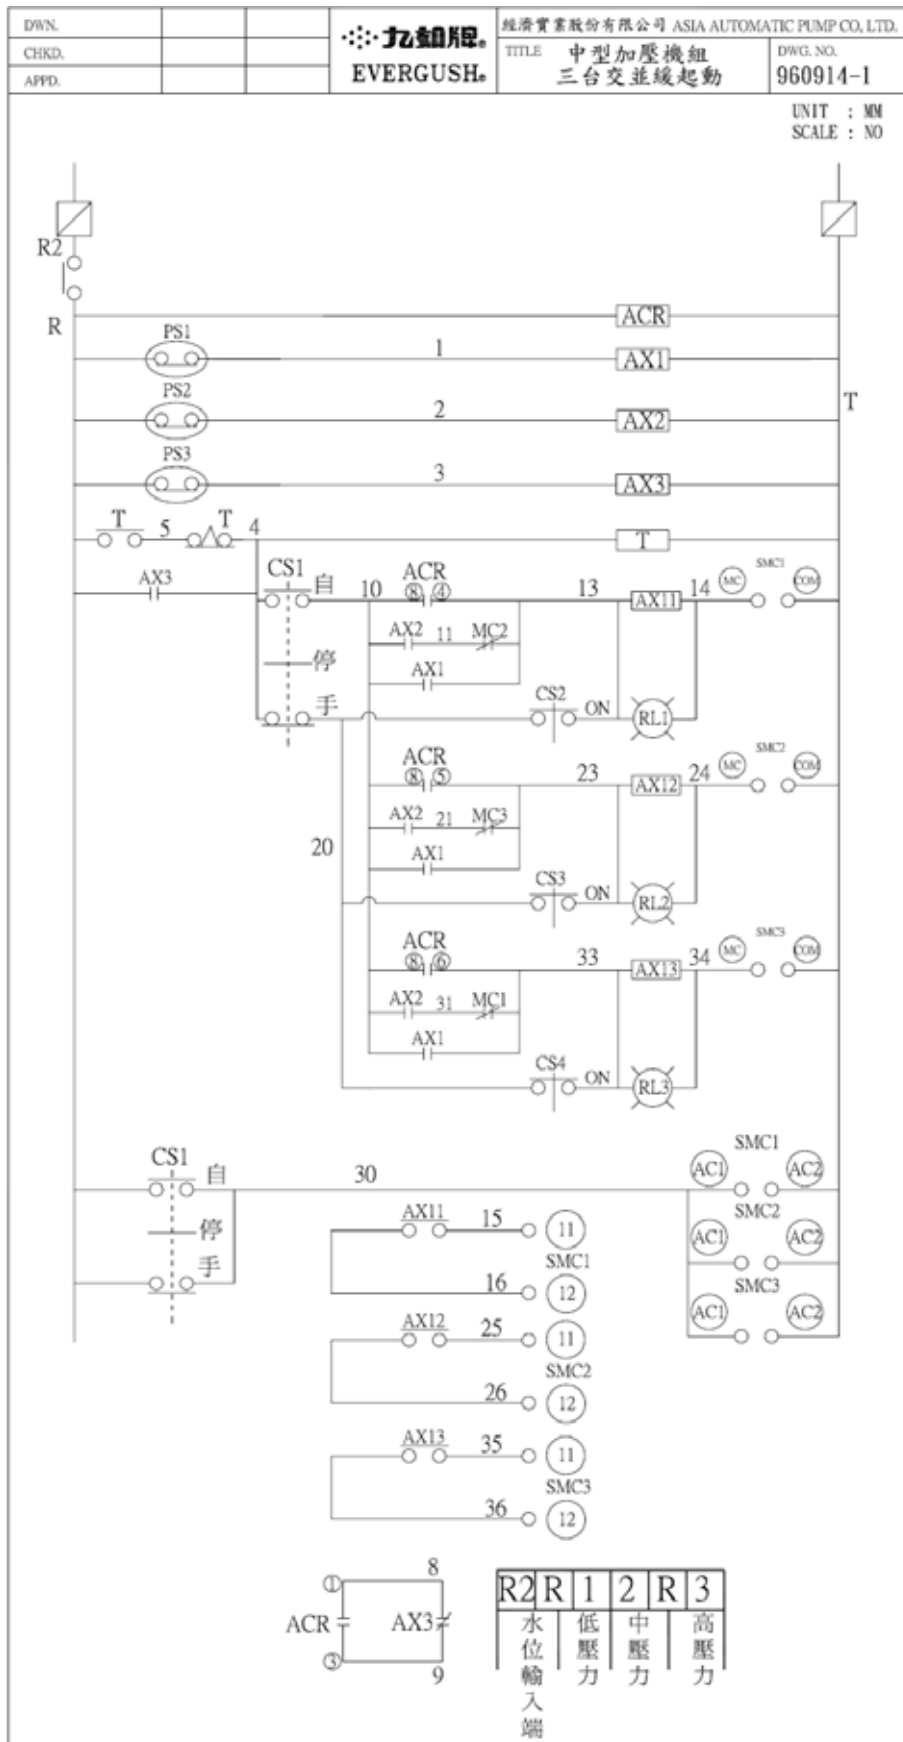 DWN.
CHKD.
APPD.
九如牌®
EVERGUSH®
經濟實業股份有限公司 ASIA AUTOMATIC PUMP CO, LTD.
TITLE 中型加壓機組
三台交並緩起動
DWG. NO.
960914-1
UNIT : MM
SCALE : NO
R2
R
ACR
PS1
1
AX1
T
PS2
2
AX2
PS3
3
AX3
T 5 T 4
T
AX3
CS1 自
停
手
10 ACR ⑧ ④ 13 AX11 14 MC SMC1 COM
AX2 11 MC2
AX1
CS2 ON RL1
ACR
⑧ ⑤ 23 AX12 24 MC SMC2 COM
AX2 21 MC3
20
AX1
CS3 ON RL2
ACR
⑧ ⑥ 33 AX13 34 MC SMC3 COM
AX2 31 MC1
AX1
CS4 ON RL3
CS1 自
停
手
30
SMC1
AC1 AC2
SMC2
AC1 AC2
SMC3
AC1 AC2
AX11 15 11
SMC1
16 12
AX12 25 11
SMC2
26 12
AX13 35 11
SMC3
36 12
① 8
ACR AX3
③ 9
R2 R 1 2 R 3
水位輸入端
低壓力
中壓力
高壓力